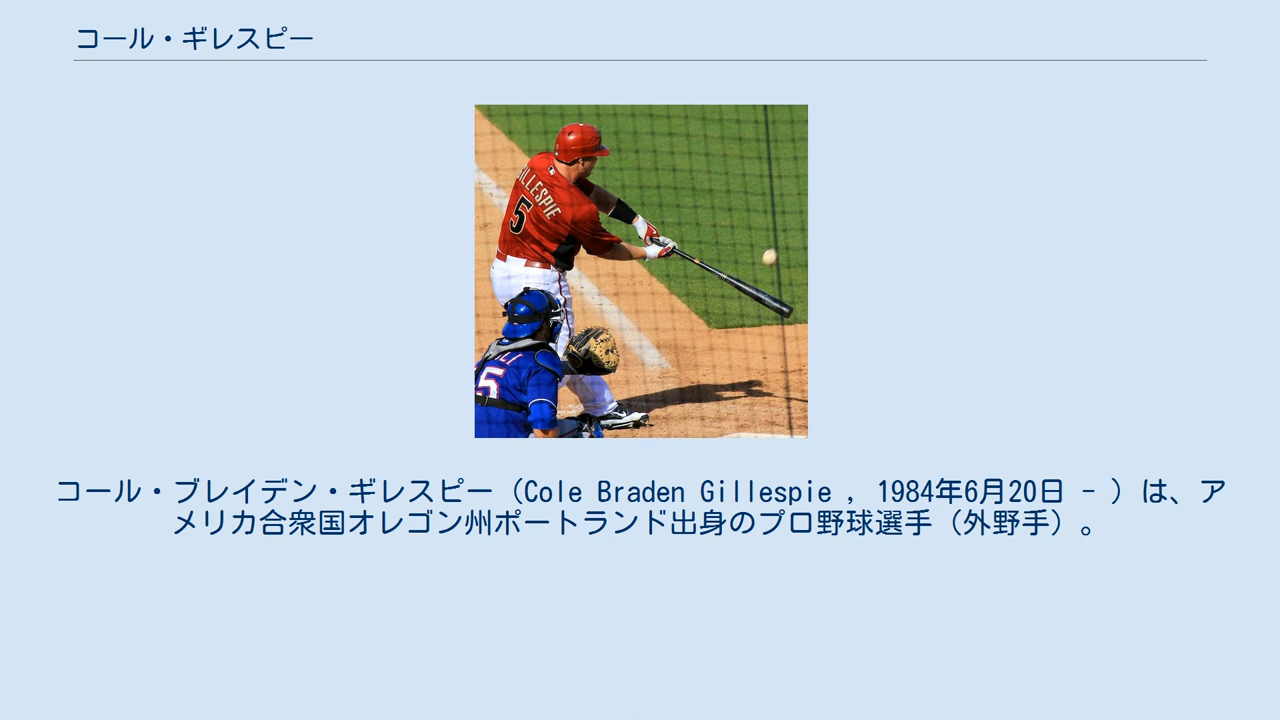 コール・ギレスピー
GILLESPIE
5
5
コール・ブレイデン・ギレスピー（Cole Braden Gillespie , 1984年6月20日 - ）は、ア
メリカ合衆国オレゴン州ポートランド出身のプロ野球選手（外野手）。